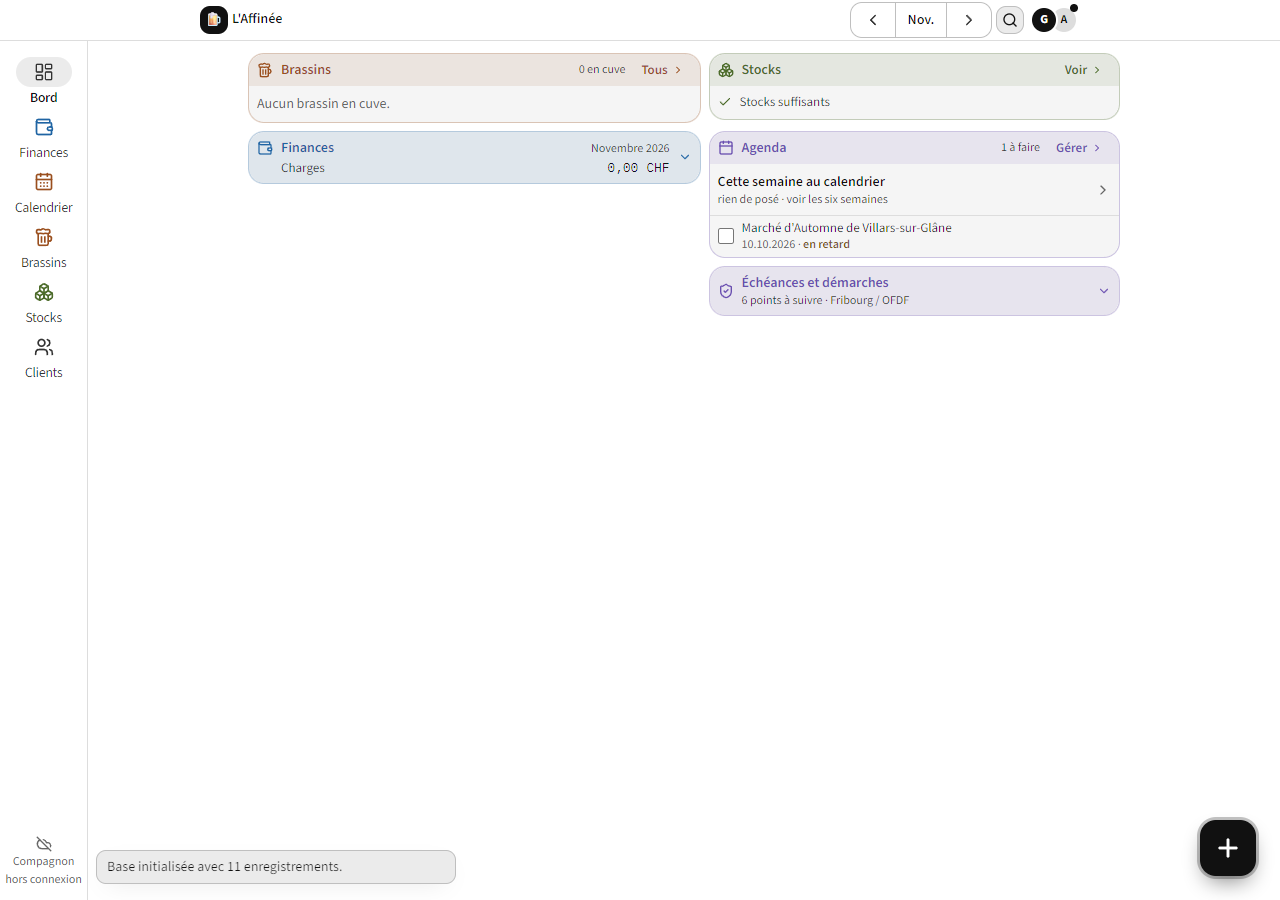 L'Affinée
Nov.
G
A
Bord
Finances
Calendrier
Brassins
Stocks
Clients
Compagnon
hors connexion
Brassins
0 en cuve
Tous
Aucun brassin en cuve.
Finances
Novembre 2026
Charges
0,00 CHF
Stocks
Voir
Stocks suffisants
Agenda
1 à faire
Gérer
Cette semaine au calendrier
rien de posé · voir les six semaines
Marché d'Automne de Villars-sur-Glâne
10.10.2026 · en retard
Échéances et démarches
6 points à suivre · Fribourg / OFDF
Base initialisée avec 11 enregistrements.